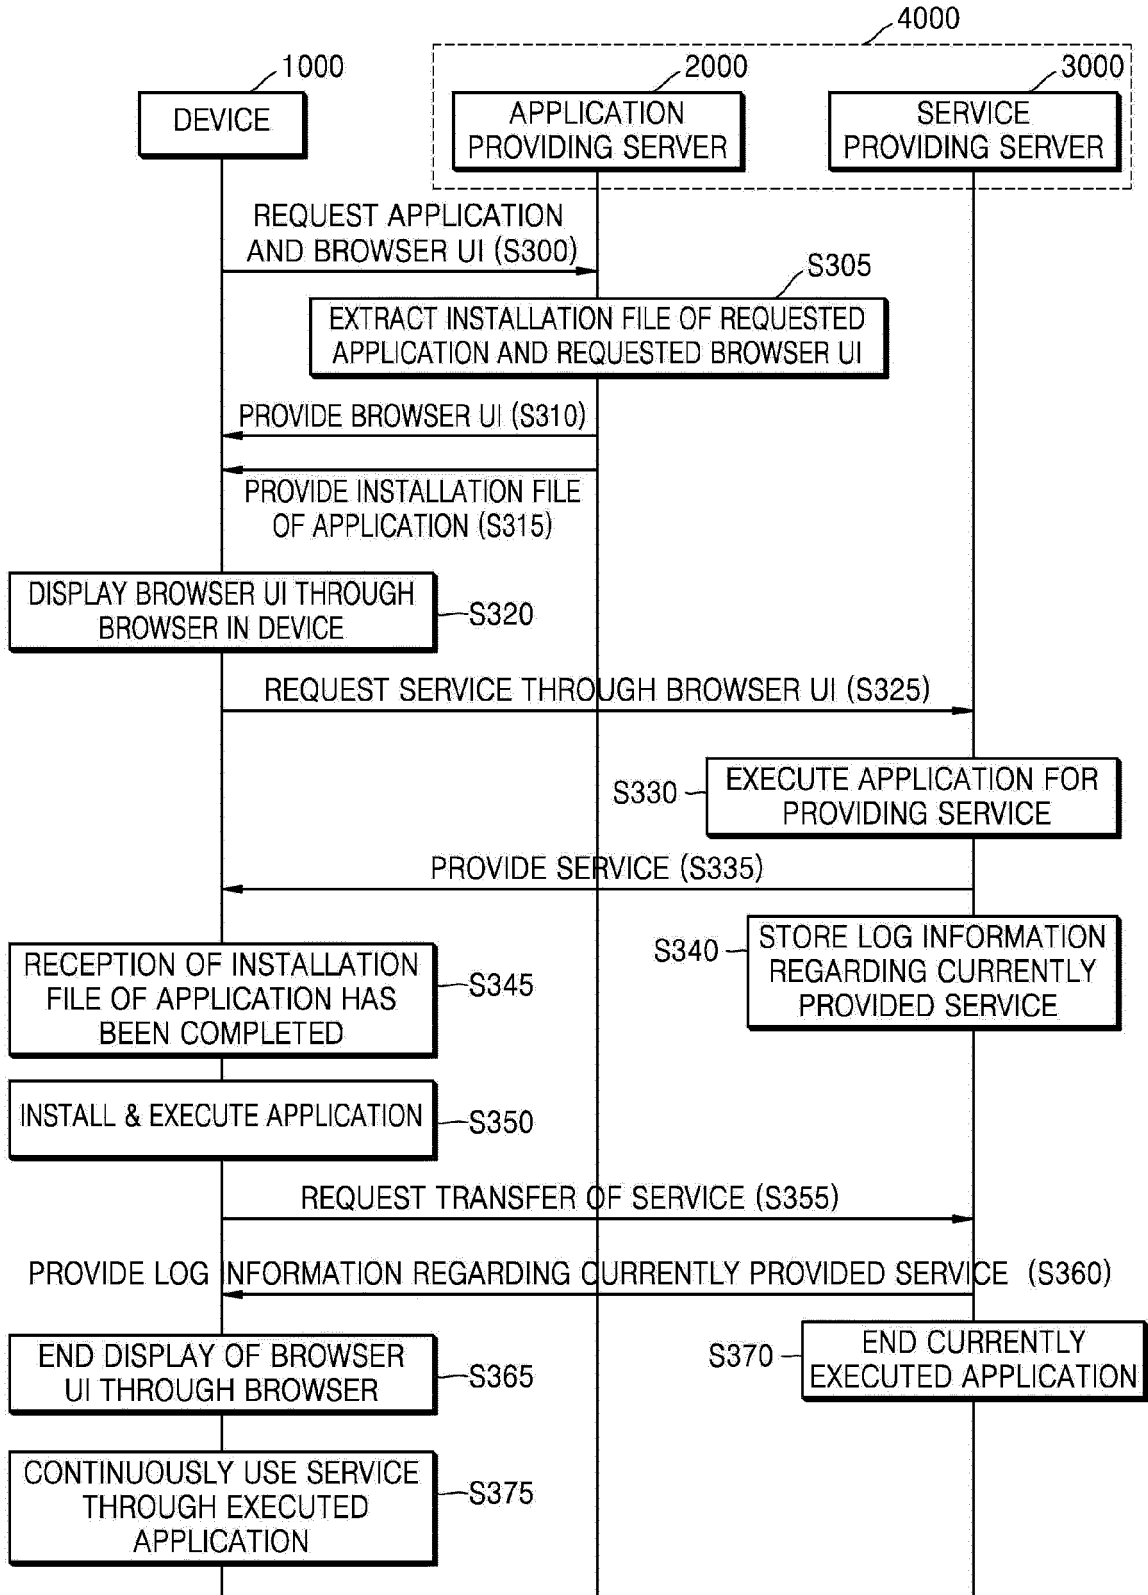 4000
1000
2000
3000
DEVICE
APPLICATION
PROVIDING SERVER
SERVICE
PROVIDING SERVER
REQUEST APPLICATION
AND BROWSER UI (S300)
S305
EXTRACT INSTALLATION FILE OF REQUESTED
APPLICATION AND REQUESTED BROWSER UI
PROVIDE BROWSER UI (S310)
PROVIDE INSTALLATION FILE
OF APPLICATION (S315)
DISPLAY BROWSER UI THROUGH
BROWSER IN DEVICE
S320
REQUEST SERVICE THROUGH BROWSER UI (S325)
S330
EXECUTE APPLICATION FOR
PROVIDING SERVICE
PROVIDE SERVICE (S335)
S340
STORE LOG INFORMATION
REGARDING CURRENTLY
PROVIDED SERVICE
RECEPTION OF INSTALLATION
FILE OF APPLICATION HAS
BEEN COMPLETED
S345
INSTALL & EXECUTE APPLICATION
S350
REQUEST TRANSFER OF SERVICE (S355)
PROVIDE LOG INFORMATION REGARDING CURRENTLY PROVIDED SERVICE (S360)
END DISPLAY OF BROWSER
UI THROUGH BROWSER
S365
S370
END CURRENTLY
EXECUTED APPLICATION
CONTINUOUSLY USE SERVICE
THROUGH EXECUTED
APPLICATION
S375